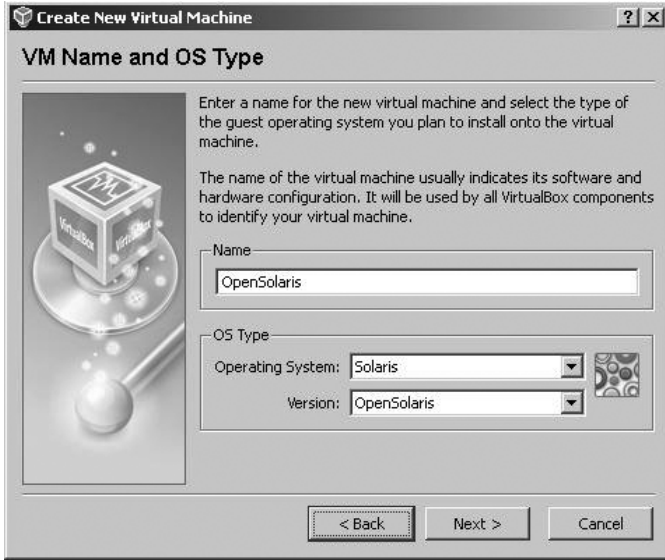 Create New Virtual Machine
VM Name and OS Type
Enter a name for the new virtual machine and select the type of
the guest operating system you plan to install onto the virtual
machine.
The name of the virtual machine usually indicates its software and
hardware configuration. It will be used by all VirtualBox components
to identify your virtual machine.
Name
OpenSolaris
OS Type
Operating System: Solaris
Version: OpenSolaris
VirtualBox
< Back Next > Cancel